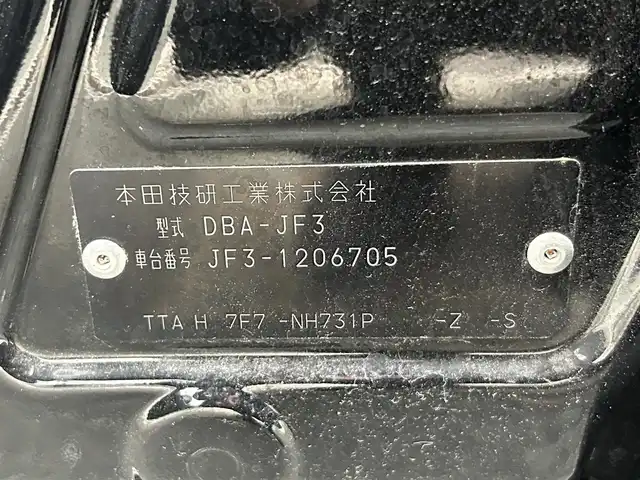 本田技研工業株式会社
型式 DBA-JF3
車台番号 JF3-1206705
TTA H 7F7 -NH731P -Z -S